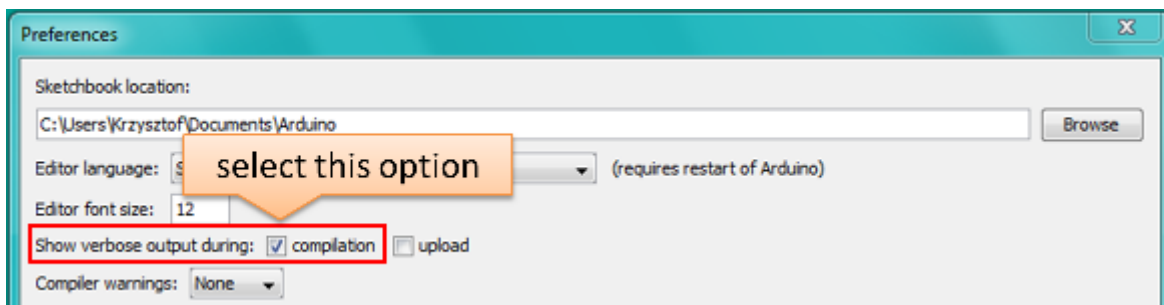 Preferences
Sketchbook location:
C:\Users\Krzysztof\Documents\Arduino Browse
select this option
Editor language: S (requires restart of Arduino)
Editor font size: 12
Show verbose output during: compilation upload
Compiler warnings: None